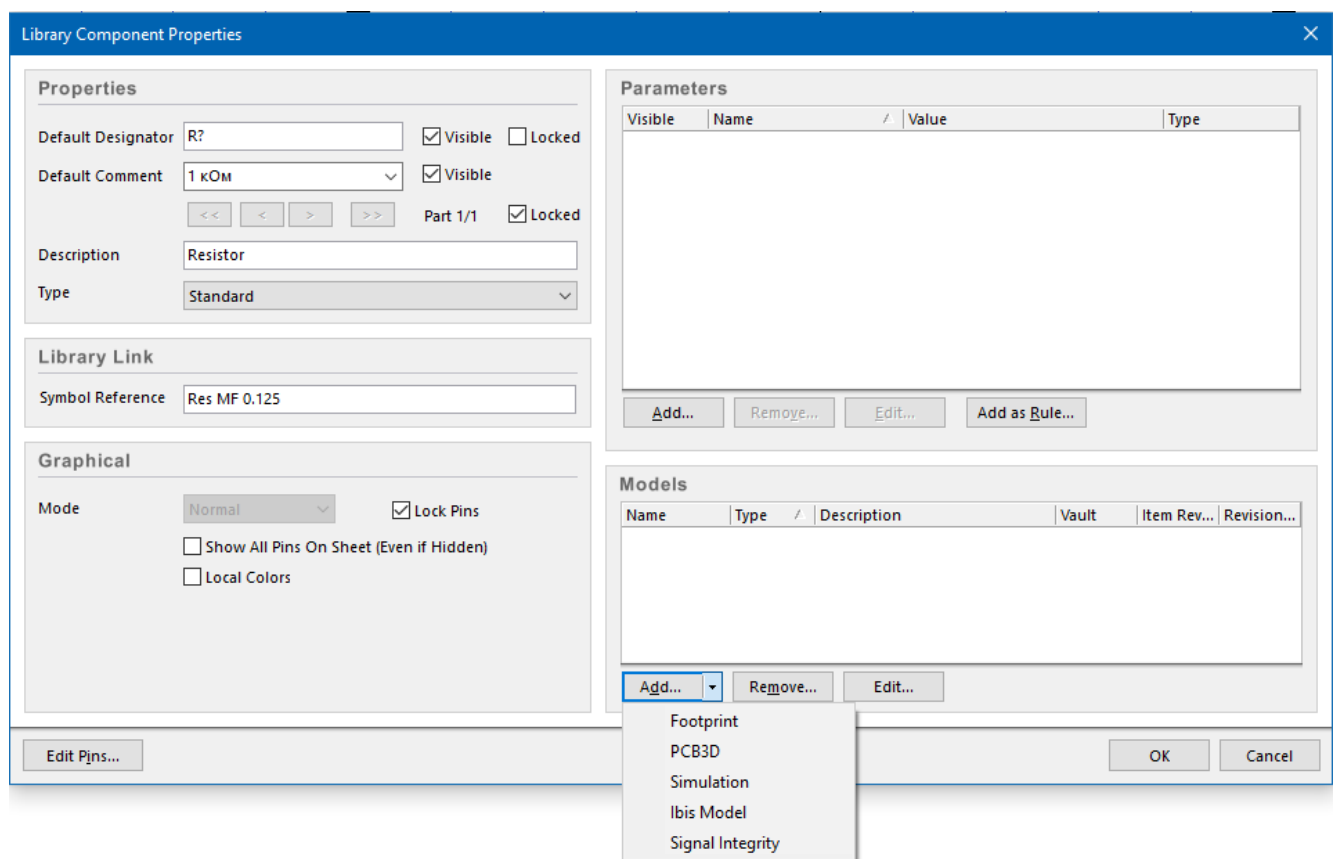 Library Component Properties
Properties
Default Designator R? Visible Locked
Default Comment 1 кОм Visible
<< < > >> Part 1/1 Locked
Description Resistor
Type Standard
Library Link
Symbol Reference Res MF 0.125
Graphical
Mode Normal Lock Pins
Show All Pins On Sheet (Even if Hidden)
Local Colors
Parameters
Visible Name Value Type
Add... Remove... Edit... Add as Rule...
Models
Name Type Description Vault Item Rev... Revision...
Add... Remove... Edit...
Footprint
PCB3D
Simulation
Ibis Model
Signal Integrity
Edit Pins... OK Cancel